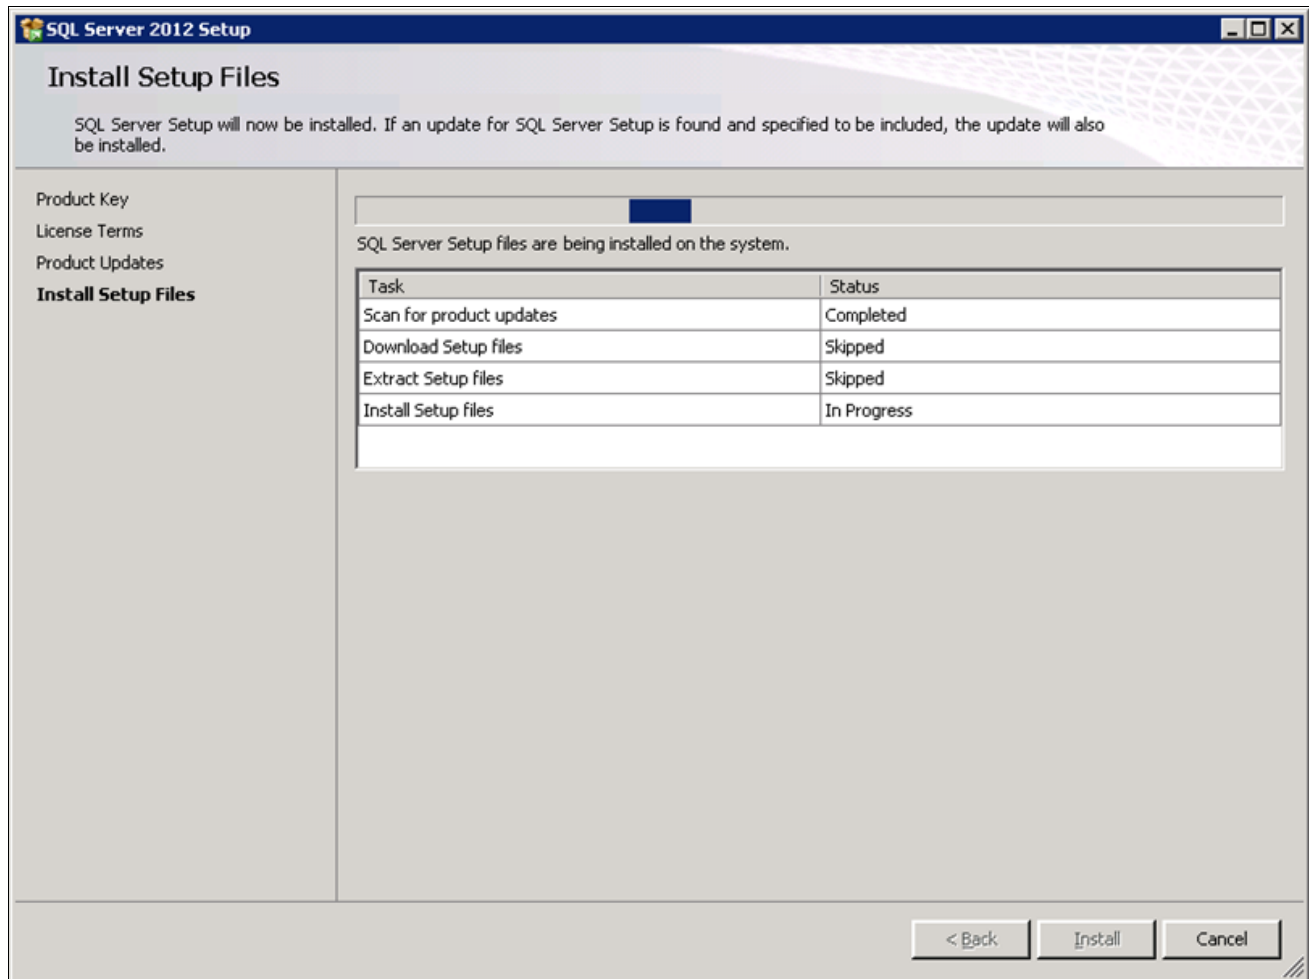 SQL Server 2012 Setup
Install Setup Files
SQL Server Setup will now be installed. If an update for SQL Server Setup is found and specified to be included, the update will also
be installed.
Product Key
License Terms
Product Updates
Install Setup Files
SQL Server Setup files are being installed on the system.
Task Status
Scan for product updates Completed
Download Setup files Skipped
Extract Setup files Skipped
Install Setup files In Progress
< Back Install Cancel